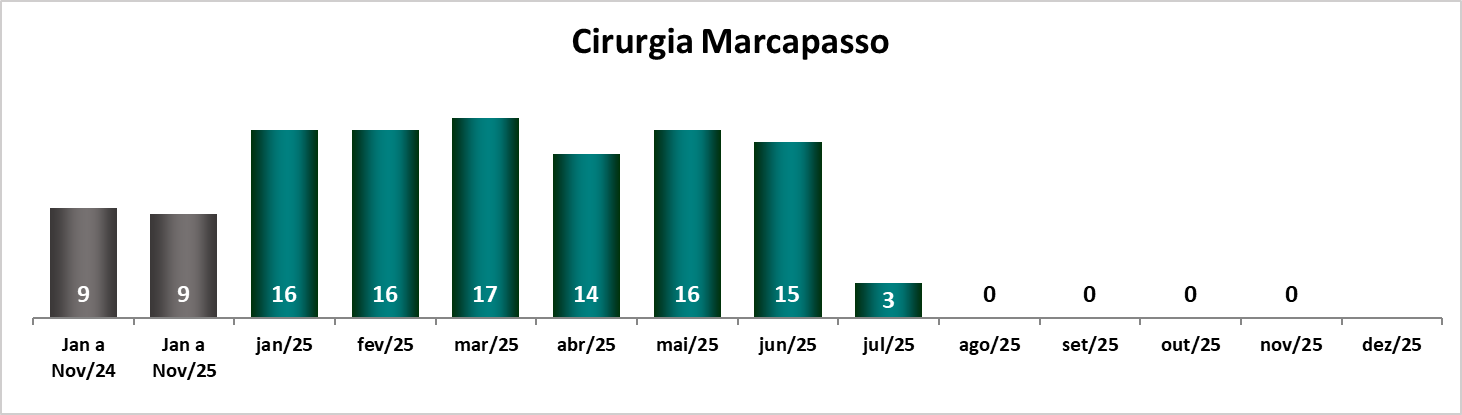 Cirurgia Marcapasso
9 9 16 16 17 14 16 15 3 0 0 0 0
Jan a Nov/24 Jan a Nov/25 jan/25 fev/25 mar/25 abr/25 mai/25 jun/25 jul/25 ago/25 set/25 out/25 nov/25 dez/25